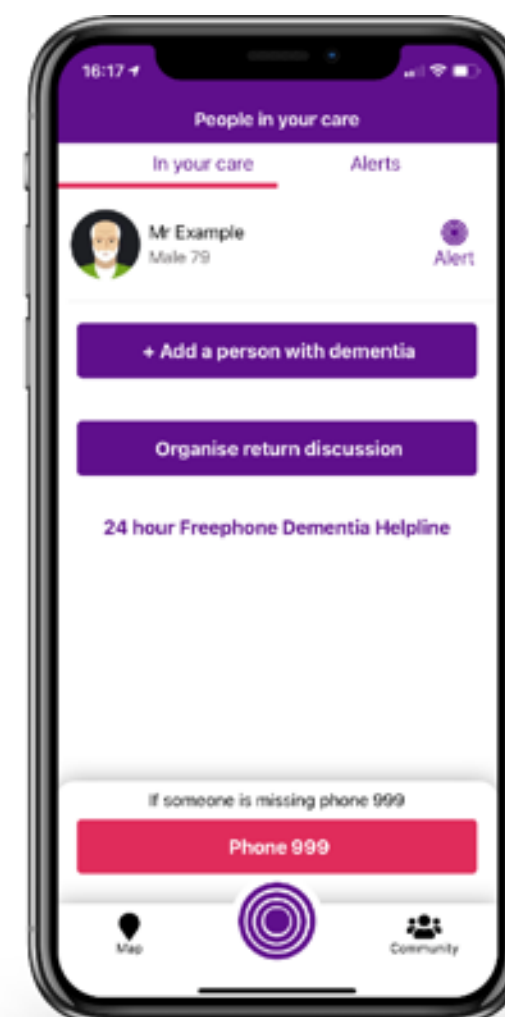 16:17
People in your care
In your care Alerts
Mr Example
Male 79
Alert
+ Add a person with dementia
Organise return discussion
24 hour Freephone Dementia Helpline
If someone is missing phone 999
Phone 999
Map Community